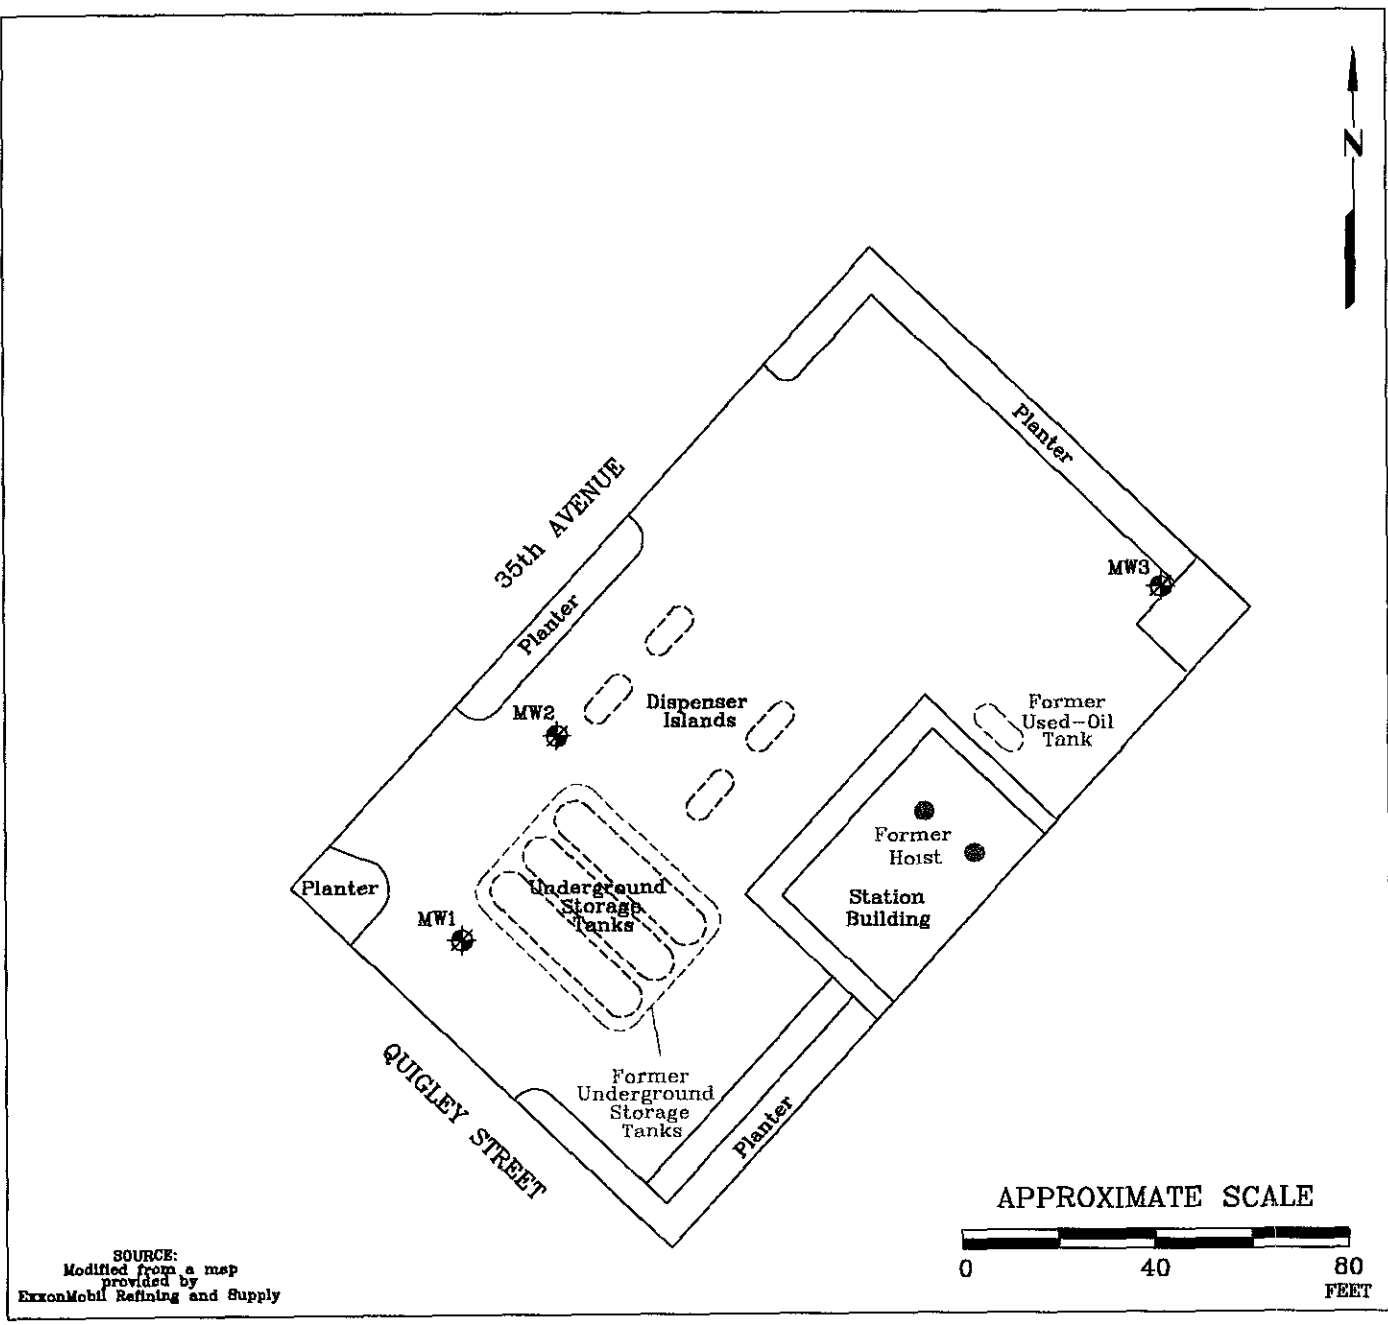 N
Planter
35th AVENUE
MW3
Planter
MW2
Dispenser
Islands
Former
Used-Oil
Tank
Former
Hoist
Planter
Underground
Storage
Tanks
Station
Building
MW1
QUIGLEY STREET
Former
Underground
Storage
Tanks
Planter
APPROXIMATE SCALE
0 40 80
FEET
SOURCE:
Modified from a map
provided by
ExxonMobil Refining and Supply